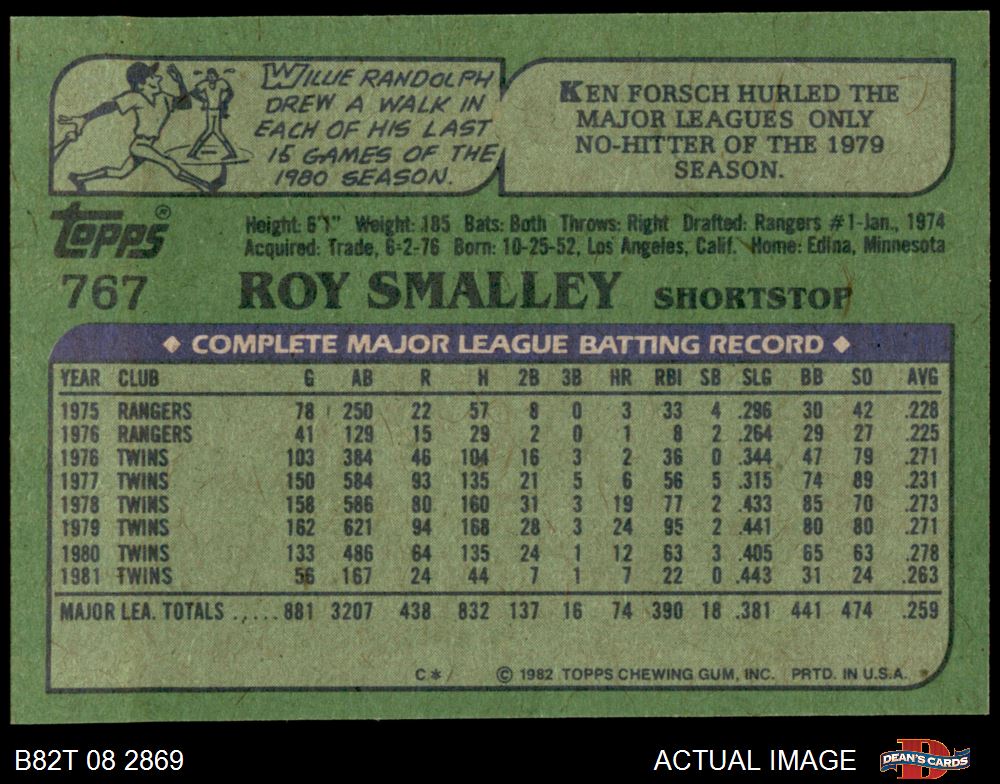 WILLIE RANDOLPH
DREW A WALK IN
EACH OF HIS LAST
15 GAMES OF THE
1980 SEASON.
KEN FORSCH HURLED THE
MAJOR LEAGUES ONLY
NO-HITTER OF THE 1979
SEASON.
Topps®
Height: 6'1" Weight: 185 Bats: Both Throws: Right Drafted: Rangers #1-Jan., 1974
Acquired: Trade, 6-2-76 Born: 10-25-52, Los Angeles, Calif. Home: Edina, Minnesota
767 ROY SMALLEY SHORTSTOP
◆ COMPLETE MAJOR LEAGUE BATTING RECORD ◆
YEAR CLUB G AB R H 2B 3B HR RBI SB SLG BB SO AVG
1975 RANGERS 78 250 22 57 8 0 3 33 4 .296 30 42 .228
1976 RANGERS 41 129 15 29 2 0 1 8 2 .264 29 27 .225
1976 TWINS 103 384 46 104 16 3 2 36 0 .344 47 79 .271
1977 TWINS 150 584 93 135 21 5 6 56 5 .315 74 89 .231
1978 TWINS 158 586 80 160 31 3 19 77 2 .433 85 70 .273
1979 TWINS 162 621 94 168 28 3 24 95 2 .441 80 80 .271
1980 TWINS 133 486 64 135 24 1 12 63 3 .405 65 63 .278
1981 TWINS 56 167 24 44 7 1 7 22 0 .443 31 24 .263
MAJOR LEA. TOTALS ..... 881 3207 438 832 137 16 74 390 18 .381 441 474 .259
C* © 1982 TOPPS CHEWING GUM, INC. PRTD. IN U.S.A.
B82T 08 2869 ACTUAL IMAGE DEAN'S CARDS